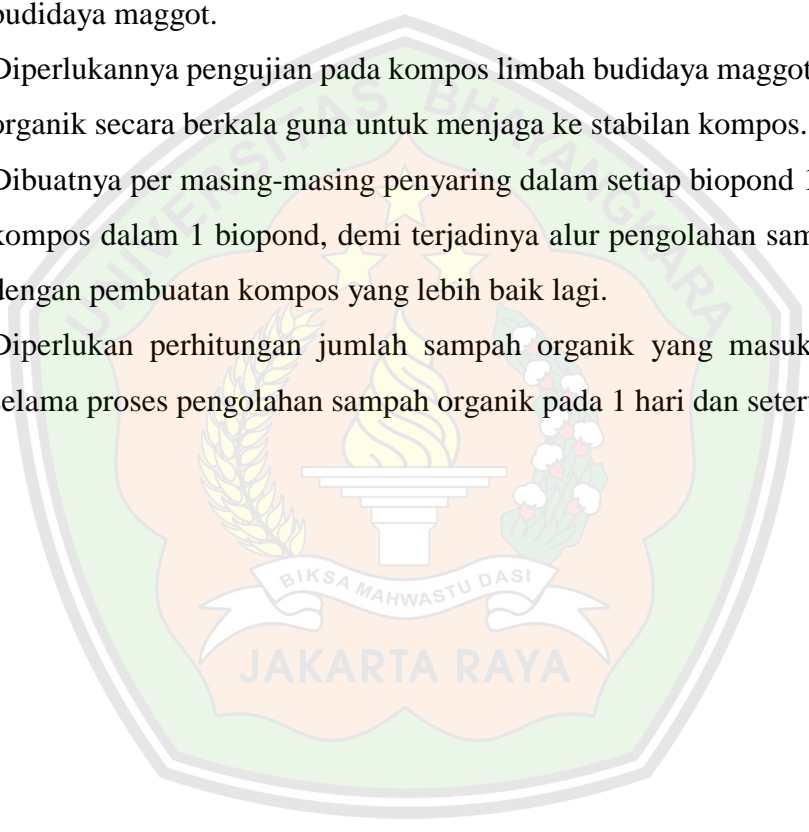 budidaya maggot.
Diperlukannya pengujian pada kompos limbah budidaya maggot
organik secara berkala guna untuk menjaga ke stabilan kompos.
Dibuatnya per masing-masing penyaring dalam setiap biopond 1
kompos dalam 1 biopond, demi terjadinya alur pengolahan sam
dengan pembuatan kompos yang lebih baik lagi.
Diperlukan perhitungan jumlah sampah organik yang masuk
selama proses pengolahan sampah organik pada 1 hari dan seter
UNIVERSITAS BHAYANGKARA
BIKSA MAHWASTU DASI
JAKARTA RAYA